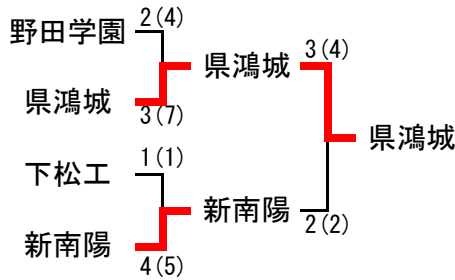 野田学園 2(4)
県鴻城 3(7)
下松工 1(1)
新南陽 4(5)
県鴻城 3(4)
新南陽 2(2)
県鴻城